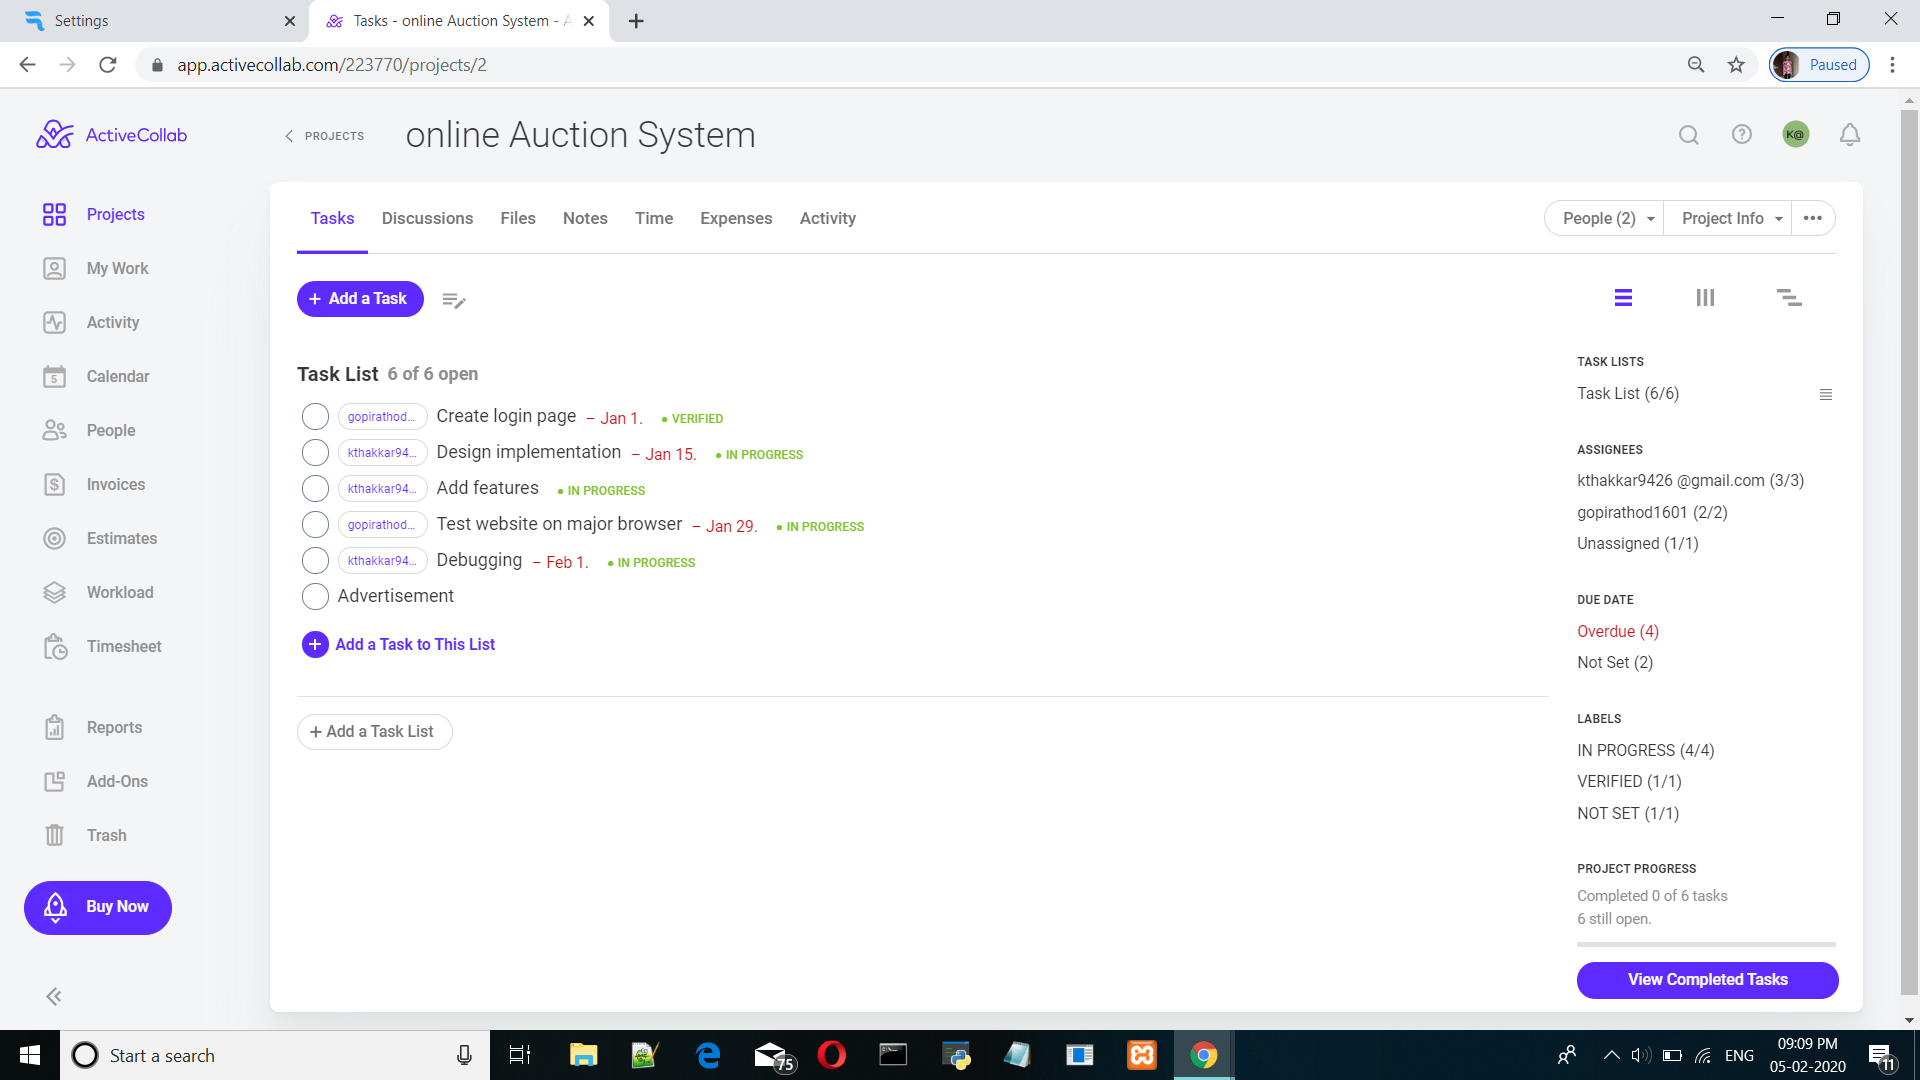 Settings
Tasks - online Auction System - A
app.activecollab.com/223770/projects/2
Paused
ActiveCollab
PROJECTS
online Auction System
K@
Projects
My Work
Activity
5
Calendar
People
Invoices
Estimates
Workload
Timesheet
Reports
Add-Ons
Trash
Buy Now
Tasks Discussions Files Notes Time Expenses Activity
People (2) Project Info
+ Add a Task
Task List 6 of 6 open
gopirathod... Create login page – Jan 1. • VERIFIED
kthakkar94... Design implementation – Jan 15. • IN PROGRESS
kthakkar94... Add features • IN PROGRESS
gopirathod... Test website on major browser – Jan 29. • IN PROGRESS
kthakkar94... Debugging – Feb 1. • IN PROGRESS
Advertisement
+ Add a Task to This List
+ Add a Task List
TASK LISTS
Task List (6/6)
ASSIGNEES
kthakkar9426 @gmail.com (3/3)
gopirathod1601 (2/2)
Unassigned (1/1)
DUE DATE
Overdue (4)
Not Set (2)
LABELS
IN PROGRESS (4/4)
VERIFIED (1/1)
NOT SET (1/1)
PROJECT PROGRESS
Completed 0 of 6 tasks
6 still open.
View Completed Tasks
Start a search
75
ENG
09:09 PM
05-02-2020
11